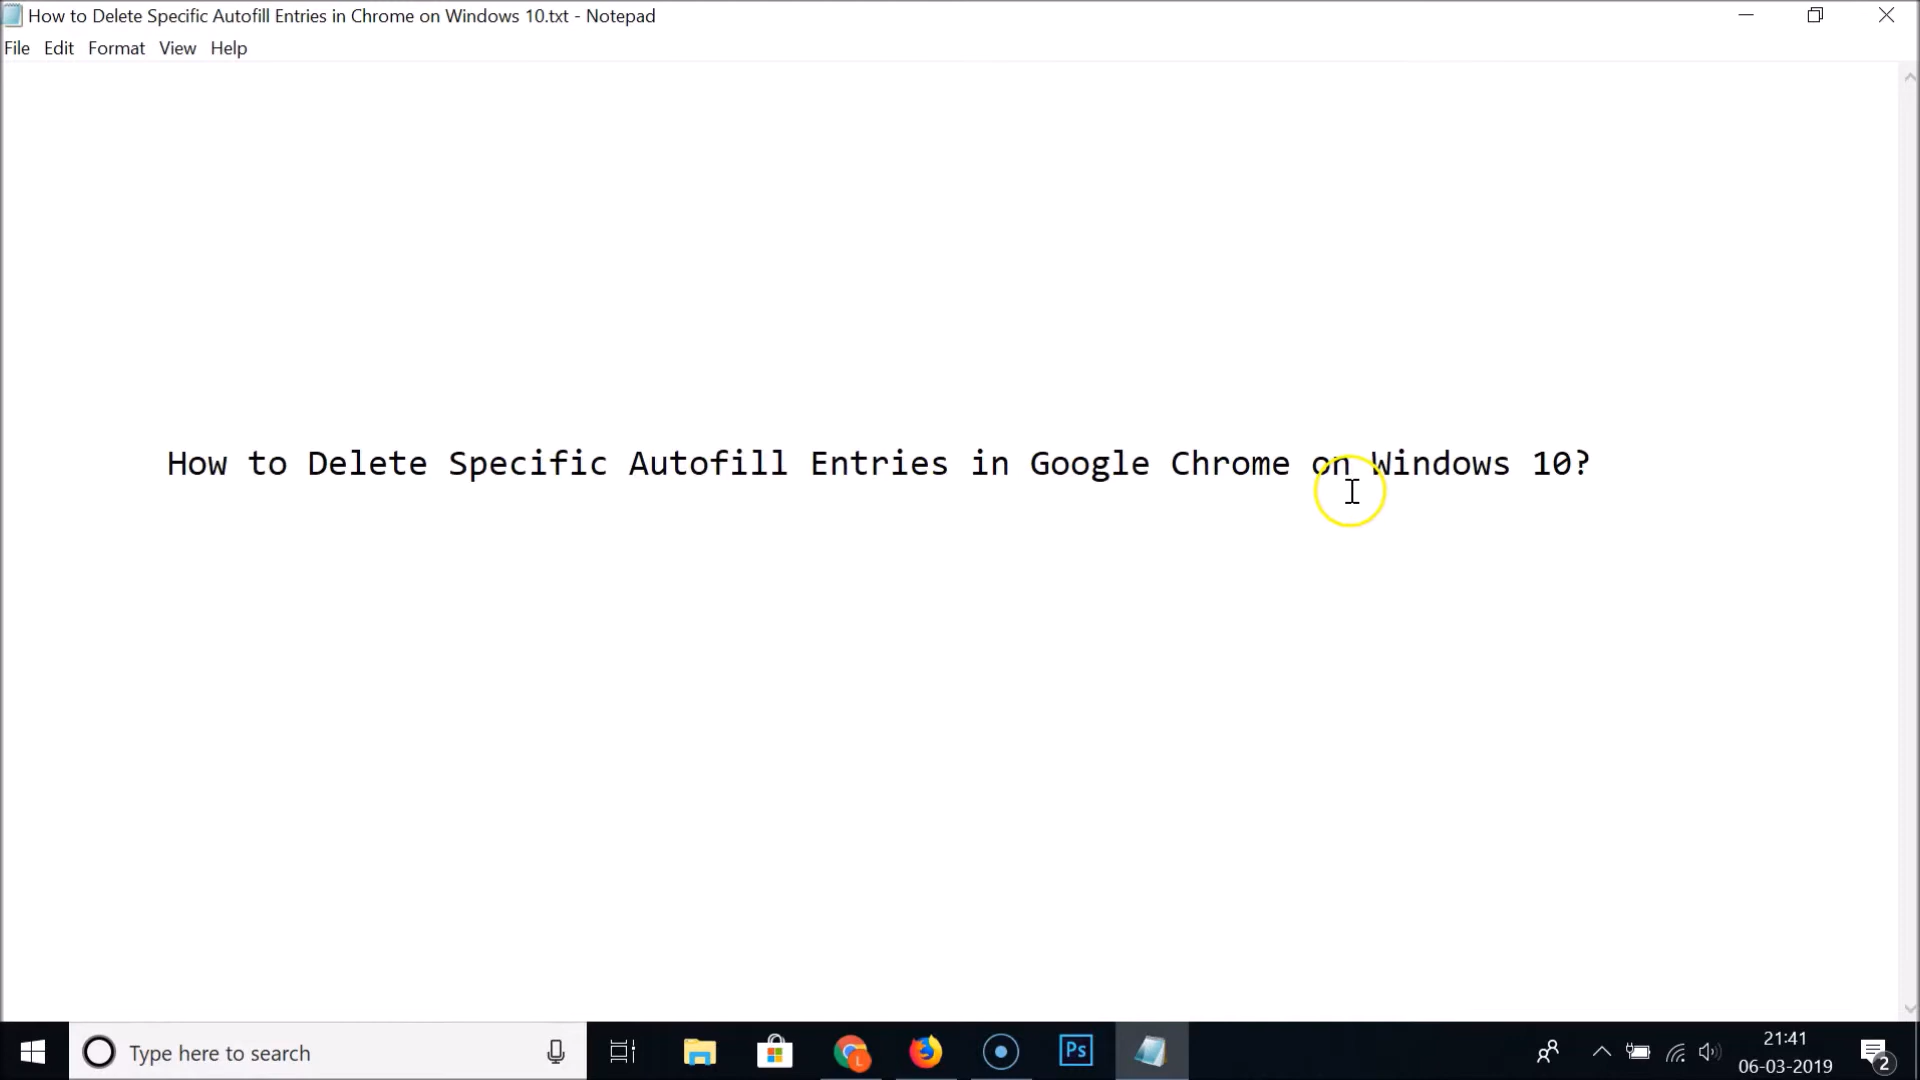 How to Delete Specific Autofill Entries in Chrome on Windows 10.txt - Notepad
File Edit Format View Help
How to Delete Specific Autofill Entries in Google Chrome on Windows 10?
Type here to search
L
Ps
21:41
06-03-2019
2